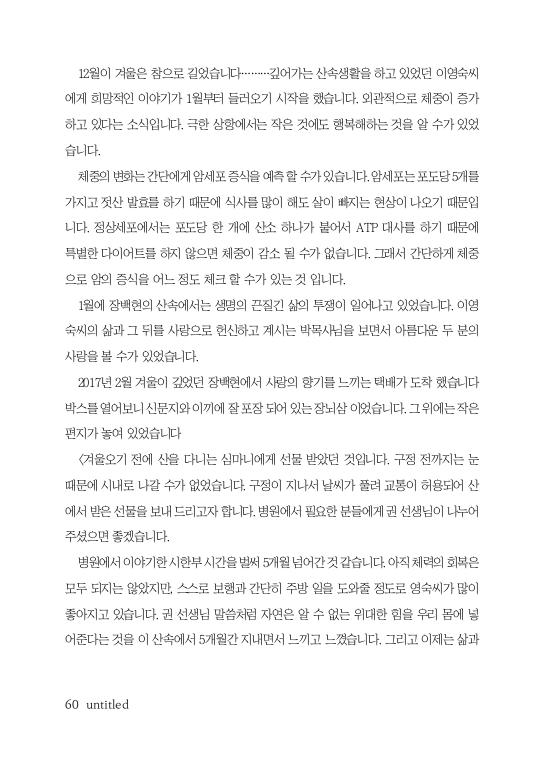 12월이 겨울은 참으로 길었습니다………깊어가는 산속생활을 하고 있었던 이영숙씨
에게 희망적인 이야기가 1월부터 들러오기 시작을 했습니다. 외관적으로 체중이 증가
하고 있다는 소식입니다. 극한 상항에서는 작은 것에도 행복해하는 것을 알 수가 있었
습니다.
체중의 변화는 간단에게 암세포 증식을 예측 할 수가 있습니다. 암세포는 포도당 5개를
가지고 젓산 발효를 하기 때문에 식사를 많이 해도 살이 빠지는 현상이 나오기 때문입
니다. 정상세포에서는 포도당 한 개에 산소 하나가 붙어서 ATP 대사를 하기 때문에
특별한 다이어트를 하지 않으면 체중이 감소 될 수가 없습니다. 그래서 간단하게 체중
으로 암의 증식을 어느 정도 체크 할 수가 있는 것 입니다.
1월에 장백현의 산속에서는 생명의 끈질긴 삶의 투쟁이 일어나고 있었습니다. 이영
숙씨의 삶과 그 뒤를 사랑으로 헌신하고 계시는 박목사님을 보면서 아름다운 두 분의
사랑을 볼 수가 있었습니다.
2017년 2월 겨울이 깊었던 장백현에서 사랑의 향기를 느끼는 택배가 도착 했습니다
박스를 열어보니 신문지와 이끼에 잘 포장 되어 있는 장뇌삼 이었습니다. 그 위에는 작은
편지가 놓여 있었습니다
〈겨울오기 전에 산을 다니는 심마니에게 선물 받았던 것입니다. 구정 전까지는 눈
때문에 시내로 나갈 수가 없었습니다. 구정이 지나서 날씨가 풀려 교통이 허용되어 산
에서 받은 선물을 보내 드리고자 합니다. 병원에서 필요한 분들에게 권 선생님이 나누어
주셨으면 좋겠습니다.
병원에서 이야기한 시한부 시간을 벌써 5개월 넘어간 것 같습니다. 아직 체력의 회복은
모두 되지는 않았지만, 스스로 보행과 간단히 주방 일을 도와줄 정도로 영숙씨가 많이
좋아지고 있습니다. 권 선생님 말씀처럼 자연은 알 수 없는 위대한 힘을 우리 몸에 넣
어준다는 것을 이 산속에서 5개월간 지내면서 느끼고 느꼈습니다. 그리고 이제는 삶과
60 untitled